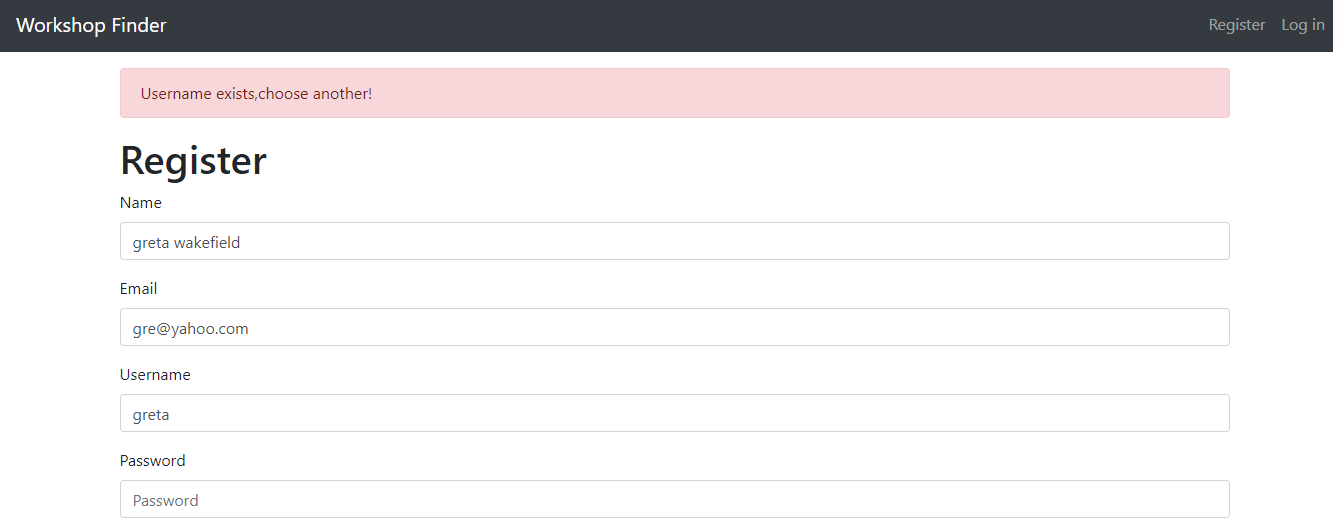 Workshop Finder Register Log in
Username exists,choose another!
Register
Name
greta wakefield
Email
gre@yahoo.com
Username
greta
Password
Password